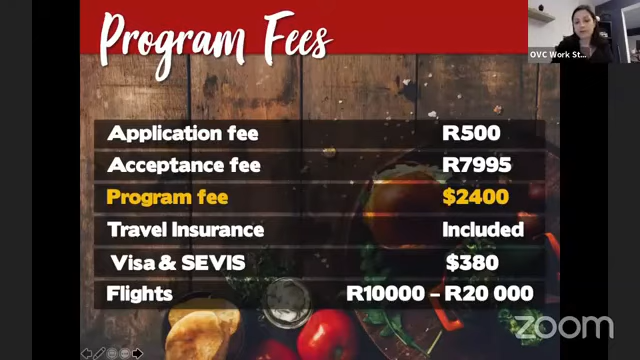 Program Fees
OVC Work St...
Application fee R500
Acceptance fee R7995
Program fee $2400
Travel Insurance Included
Visa & SEVIS $380
Flights R10000 – R20 000
zoom